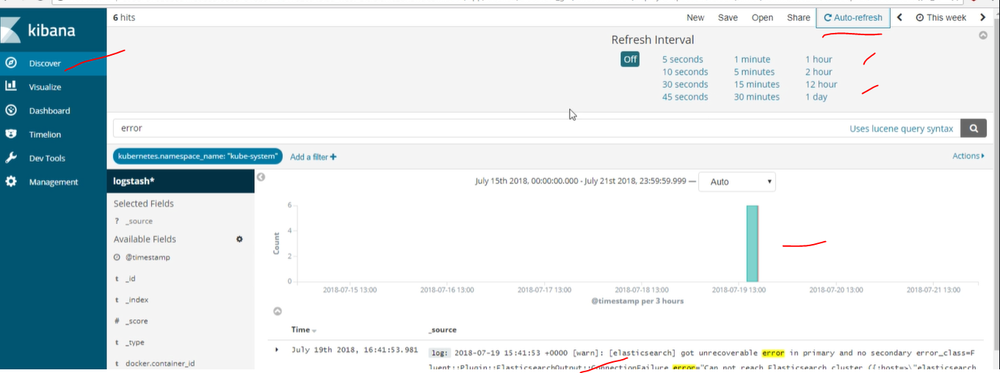 6 hits
New Save Open Share Auto-refresh This week
kibana
Discover
Visualize
Dashboard
Timelion
Dev Tools
Management
Refresh Interval
Off
5 seconds 1 minute 1 hour
10 seconds 5 minutes 2 hour
30 seconds 15 minutes 12 hour
45 seconds 30 minutes 1 day
error
Uses lucene query syntax
kubernetes.namespace_name: "kube-system" Add a filter +
Actions
logstash*
Selected Fields
? _source
Available Fields
@timestamp
t _id
t _index
# _score
t _type
t docker.container_id
July 15th 2018, 00:00:00.000 - July 21st 2018, 23:59:59.999 — Auto
6
4
2
0
Count
2018-07-15 13:00 2018-07-16 13:00 2018-07-17 13:00 2018-07-18 13:00 2018-07-19 13:00 2018-07-20 13:00 2018-07-21 13:00
@timestamp per 3 hours
Time _source
July 19th 2018, 16:41:53.981
log: 2018-07-19 15:41:53 +0000 [warn]: [elasticsearch] got unrecoverable error in primary and no secondary error_class=F
luent::Plugin::ElasticsearchOutput::ConnectionFailure error="Can not reach Elasticsearch cluster ({:host=>\"elasticsearch